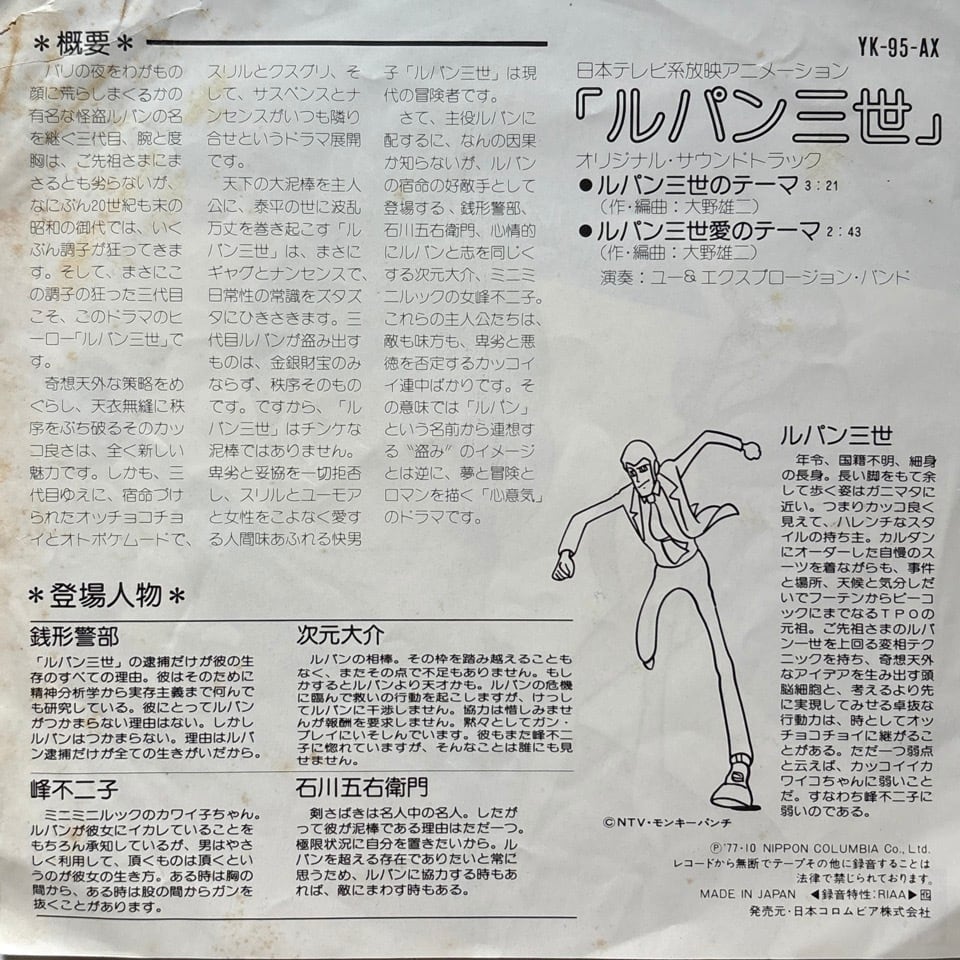 ＊概要＊
パリの夜をわがもの
顔に荒らしまくるかの
有名な怪盗ルパンの名
を継ぐ三代目、腕と度
胸は、ご先祖さまにま
さるとも劣らないが、
なにぶん20世紀も末の
昭和の御代では、いく
ぶん調子が狂ってきま
す。そして、まさにこ
の調子の狂った三代目
こそ、このドラマのヒ
ーロー「ルパン三世」で
す。
奇想天外な策略をめ
ぐらし、天衣無縫に秩
序をぶち破るそのカッ
コ良さは、全く新しい
魅力です。しかも、三
代目ゆえに、宿命づけ
られたオッチョコチョ
イとオトボケムードで、
スリルとクスグリ、そ
して、サスペンスとナ
ンセンスがいつも隣り
合せというドラマ展開
です。
天下の大泥棒を主人
公に、泰平の世に波乱
万丈を巻き起こす「ル
パン三世」は、まさに
ギャグとナンセンスで、
日常性の常識をズタズ
タにひきさきます。三
代目ルパンが盗み出す
ものは、金銀財宝のみ
ならず、秩序そのもの
です。ですから、「ル
パン三世」はチンケな
泥棒ではありません。
卑劣と妥協を一切拒否
し、スリルとユーモア
と女性をこよなく愛す
る人間味あふれる快男
子「ルパン三世」は現
代の冒険者です。
さて、主役ルパンに
配するに、なんの因果
か知らないが、ルパン
の宿命の好敵手として
登場する、銭形警部、
石川五右衛門、心情的
にルパンと志を同じく
する次元大介、ミニミ
ニルックの女峰不二子。
これらの主人公たちは、
敵も味方も、卑劣と悪
徳を否定するカッコイ
イ連中ばかりです。そ
の意味では「ルパン」
という名前から連想す
る〝盗み〟のイメージ
とは逆に、夢と冒険と
ロマンを描く「心意気」
のドラマです。
YK-95-AX
日本テレビ系放映アニメーション
「ルパン三世」
オリジナル・サウンドトラック
●ルパン三世のテーマ 3:21
（作・編曲：大野雄二）
●ルパン三世愛のテーマ 2:43
（作・編曲：大野雄二）
演奏：ユー＆エクスプロージョン・バンド
ルパン三世
年令、国籍不明、細身
の長身。長い脚をもて余
して歩く姿はガニマタに
近い。つまりカッコ良く
見えて、ハレンチなスタ
イルの持ち主。カルダン
にオーダーした自慢のス
ーツを着ながらも、事件
と場所、天候と気分しだ
いでフーテンからピーコ
ックにまでなるＴＰＯの
元祖。ご先祖さまのルパ
ン一世を上回る変相テク
ニックを持ち、奇想天外
なアイデアを生み出す頭
脳細胞と、考えるより先
に実現してみせる卓抜な
行動力は、時としてオッ
チョコチョイに継がるこ
とがある。ただ一つ弱点
と云えば、カッコイイカ
ワイコちゃんに弱いこと
だ。すなわち峰不二子に
弱いのである。
©NTV・モンキーパンチ
＊登場人物＊
銭形警部
「ルパン三世」の逮捕だけが彼の生
存のすべての理由。彼はそのために
精神分析学から実存主義まで何んで
も研究している。彼にとってルパン
がつかまらない理由はない。しかし
ルパンはつかまらない。理由はルパ
ン逮捕だけが全ての生きがいだから。
次元大介
ルパンの相棒。その枠を踏み越えることも
なく、またその点で不足もありません。もし
かするとルパンより天才かも。ルパンの危機
に臨んで救いの行動を起こしますが、けっし
てルパンに干渉しません。協力は惜しみませ
んが報酬を要求しません。黙々としてガン・
プレイにいそしんでいます。彼もまた峰不二
子に惚れていますが、そんなことは誰にも見
せません。
峰不二子
ミニミニルックのカワイ子ちゃん。
ルパンが彼女にイカしていることを
もちろん承知しているが、男はやさ
しく利用して、頂くものは頂くとい
うのが彼女の生き方。ある時は胸の
間から、ある時は股の間からガンを
抜くことがあります。
石川五右衛門
剣さばきは名人中の名人。したが
って彼が泥棒である理由はただ一つ。
極限状況に自分を置きたいから。ル
パンを超える存在でありたいと常に
思うため、ルパンに協力する時もあ
れば、敵にまわす時もある。
Ⓟ'77・10 NIPPON COLUMBIA Co., Ltd.
レコードから無断でテープその他に録音することは
法律で禁じられております。
MADE IN JAPAN ◀録音特性：RIAA▶
発売元・日本コロムビア株式会社